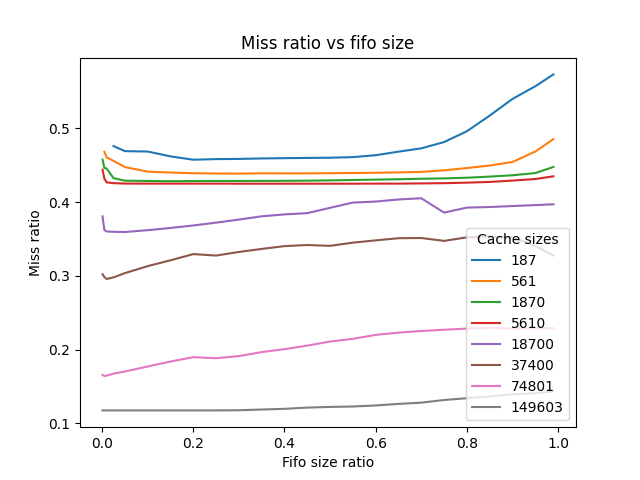 Miss ratio vs fifo size
Miss ratio
0.5
0.4
0.3
0.2
0.1
0.0 0.2 0.4 0.6 0.8 1.0
Fifo size ratio
Cache sizes
187
561
1870
5610
18700
37400
74801
149603